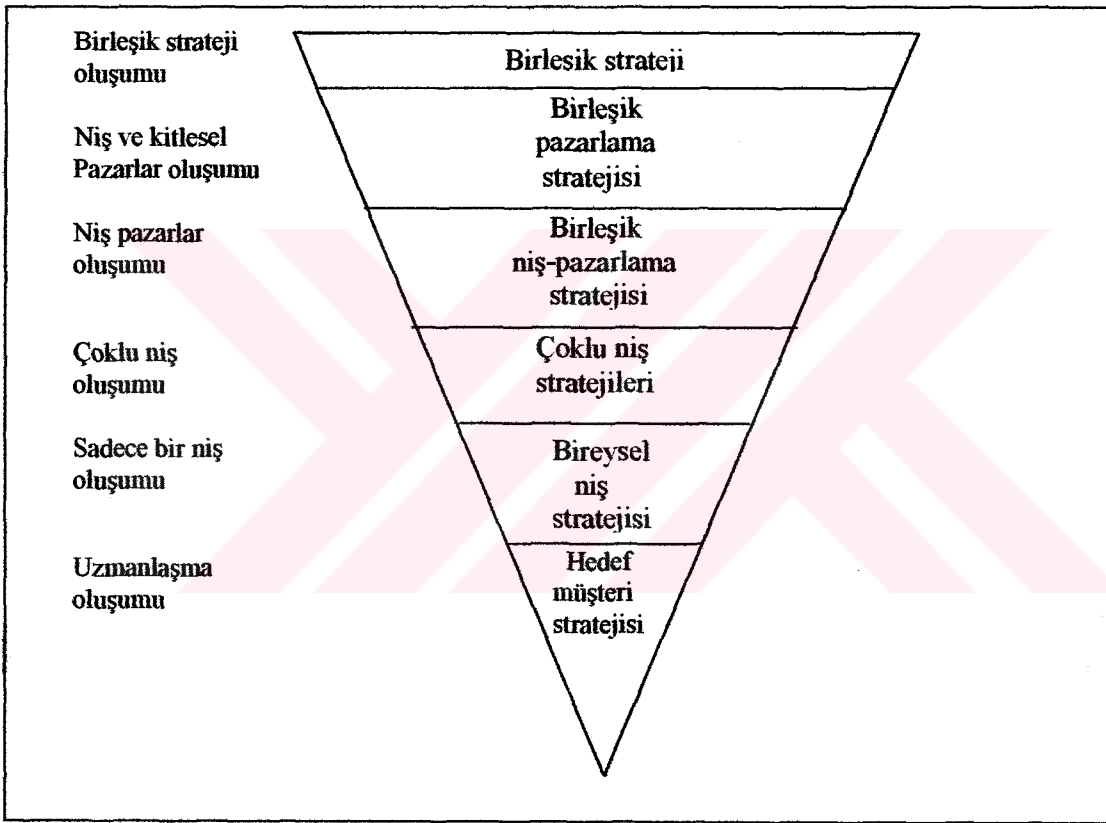 Birleşik strateji
oluşumu
Birlesik strateji
Niş ve kitlesel
Pazarlar oluşumu
Birleşik
pazarlama
stratejisi
Niş pazarlar
oluşumu
Birleşik
niş-pazarlama
stratejisi
Çoklu niş
oluşumu
Çoklu niş
stratejileri
Sadece bir niş
oluşumu
Bireysel
niş
stratejisi
Uzmanlaşma
oluşumu
Hedef
müşteri
stratejisi